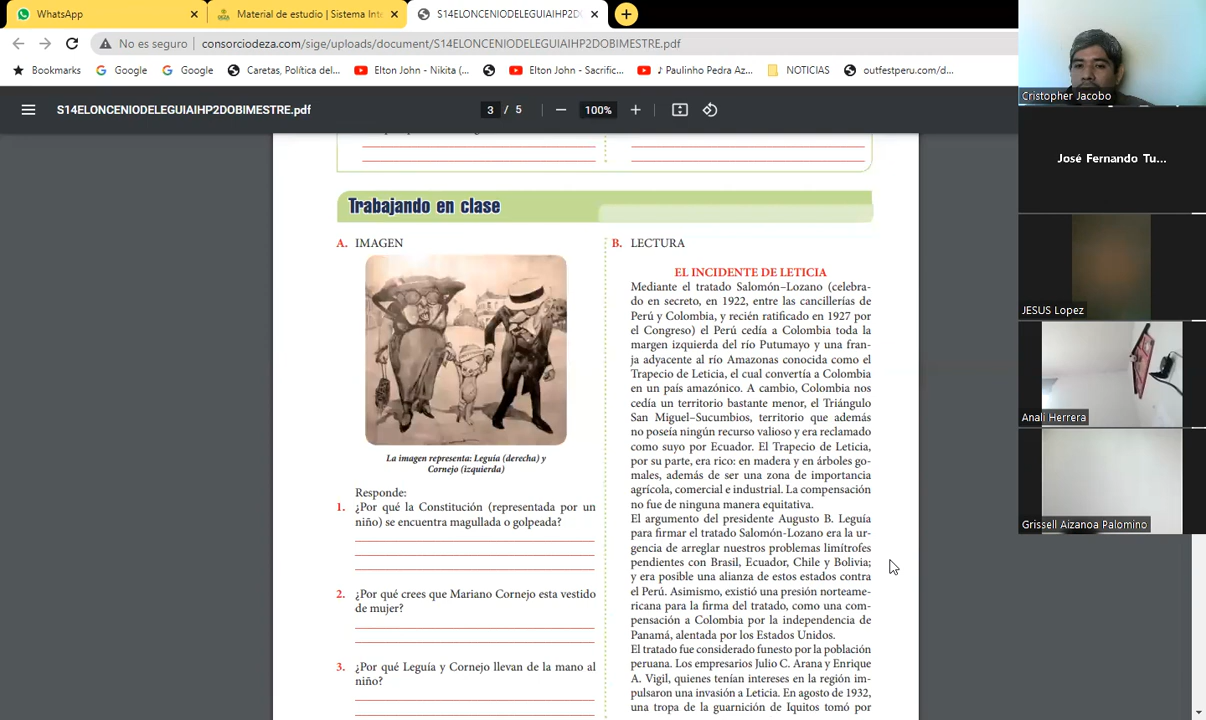 WhatsApp
Material de estudio | Sistema Int
S14ELONCENIODELEGUIAIHP2DO
No es seguro
consorciodeza.com/sige/uploads/document/S14ELONCENIODELEGUIAIHP2DOBIMESTRE.pdf
Bookmarks
Google
Google
Caretas, Política del...
Elton John - Nikita (...
Elton John - Sacrific...
♪ Paulinho Pedra Az...
NOTICIAS
outfestperu.com/d...
S14ELONCENIODELEGUIAIHP2DOBIMESTRE.pdf
3 / 5
100%
Trabajando en clase
A. IMAGEN
La imagen representa: Leguía (derecha) y
Cornejo (izquierda)
Responde:
1. ¿Por qué la Constitución (representada por un
niño) se encuentra magullada o golpeada?
2. ¿Por qué crees que Mariano Cornejo esta vestido
de mujer?
3. ¿Por qué Leguía y Cornejo llevan de la mano al
niño?
B. LECTURA
EL INCIDENTE DE LETICIA
Mediante el tratado Salomón–Lozano (celebra-
do en secreto, en 1922, entre las cancillerías de
Perú y Colombia, y recién ratificado en 1927 por
el Congreso) el Perú cedía a Colombia toda la
margen izquierda del río Putumayo y una fran-
ja adyacente al río Amazonas conocida como el
Trapecio de Leticia, el cual convertía a Colombia
en un país amazónico. A cambio, Colombia nos
cedía un territorio bastante menor, el Triángulo
San Miguel–Sucumbios, territorio que además
no poseía ningún recurso valioso y era reclamado
como suyo por Ecuador. El Trapecio de Leticia,
por su parte, era rico: en madera y en árboles go-
males, además de ser una zona de importancia
agrícola, comercial e industrial. La compensación
no fue de ninguna manera equitativa.
El argumento del presidente Augusto B. Leguía
para firmar el tratado Salomón-Lozano era la ur-
gencia de arreglar nuestros problemas limítrofes
pendientes con Brasil, Ecuador, Chile y Bolivia;
y era posible una alianza de estos estados contra
el Perú. Asimismo, existió una presión norteame-
ricana para la firma del tratado, como una com-
pensación a Colombia por la independencia de
Panamá, alentada por los Estados Unidos.
El tratado fue considerado funesto por la población
peruana. Los empresarios Julio C. Arana y Enrique
A. Vigil, quienes tenían intereses en la región im-
pulsaron una invasión a Leticia. En agosto de 1932,
una tropa de la guarnición de Iquitos tomó por
Cristopher Jacobo
José Fernando Tu...
JESUS Lopez
Anali Herrera
Grissell Aizanoa Palomino